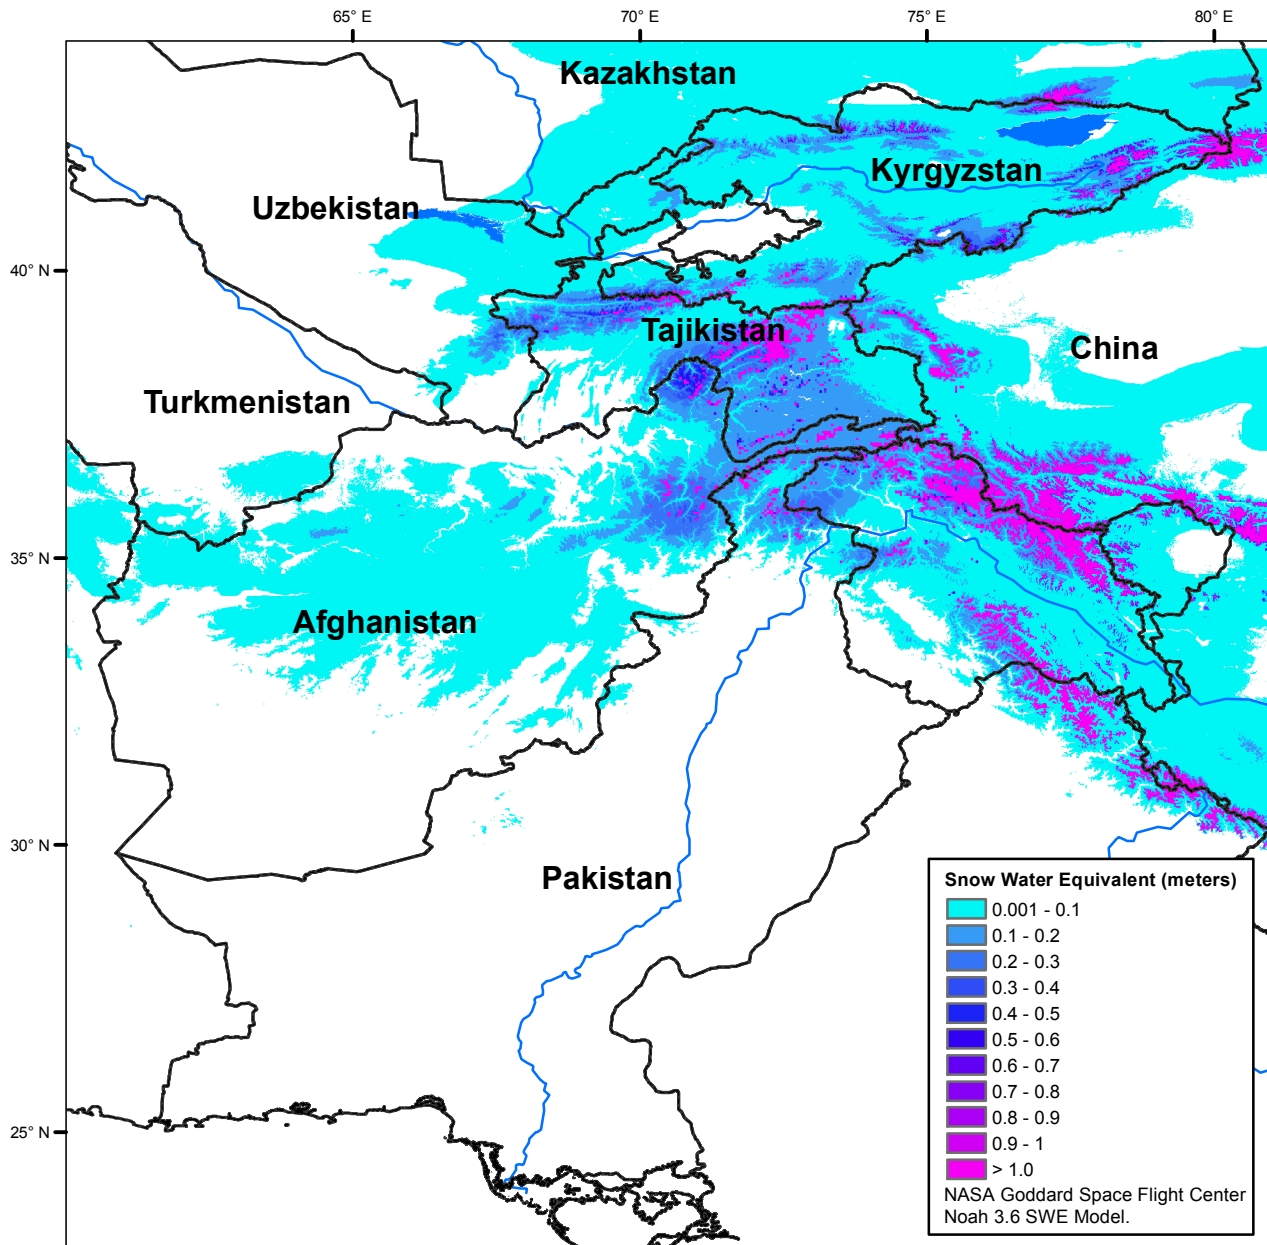 65° E
70° E
75° E
80° E
Kazakhstan
Kyrgyzstan
Uzbekistan
40° N
Tajikistan
China
Turkmenistan
35° N
Afghanistan
30° N
Pakistan
25° N
Snow Water Equivalent (meters)
0.001 - 0.1
0.1 - 0.2
0.2 - 0.3
0.3 - 0.4
0.4 - 0.5
0.5 - 0.6
0.6 - 0.7
0.7 - 0.8
0.8 - 0.9
0.9 - 1
> 1.0
NASA Goddard Space Flight Center
Noah 3.6 SWE Model.